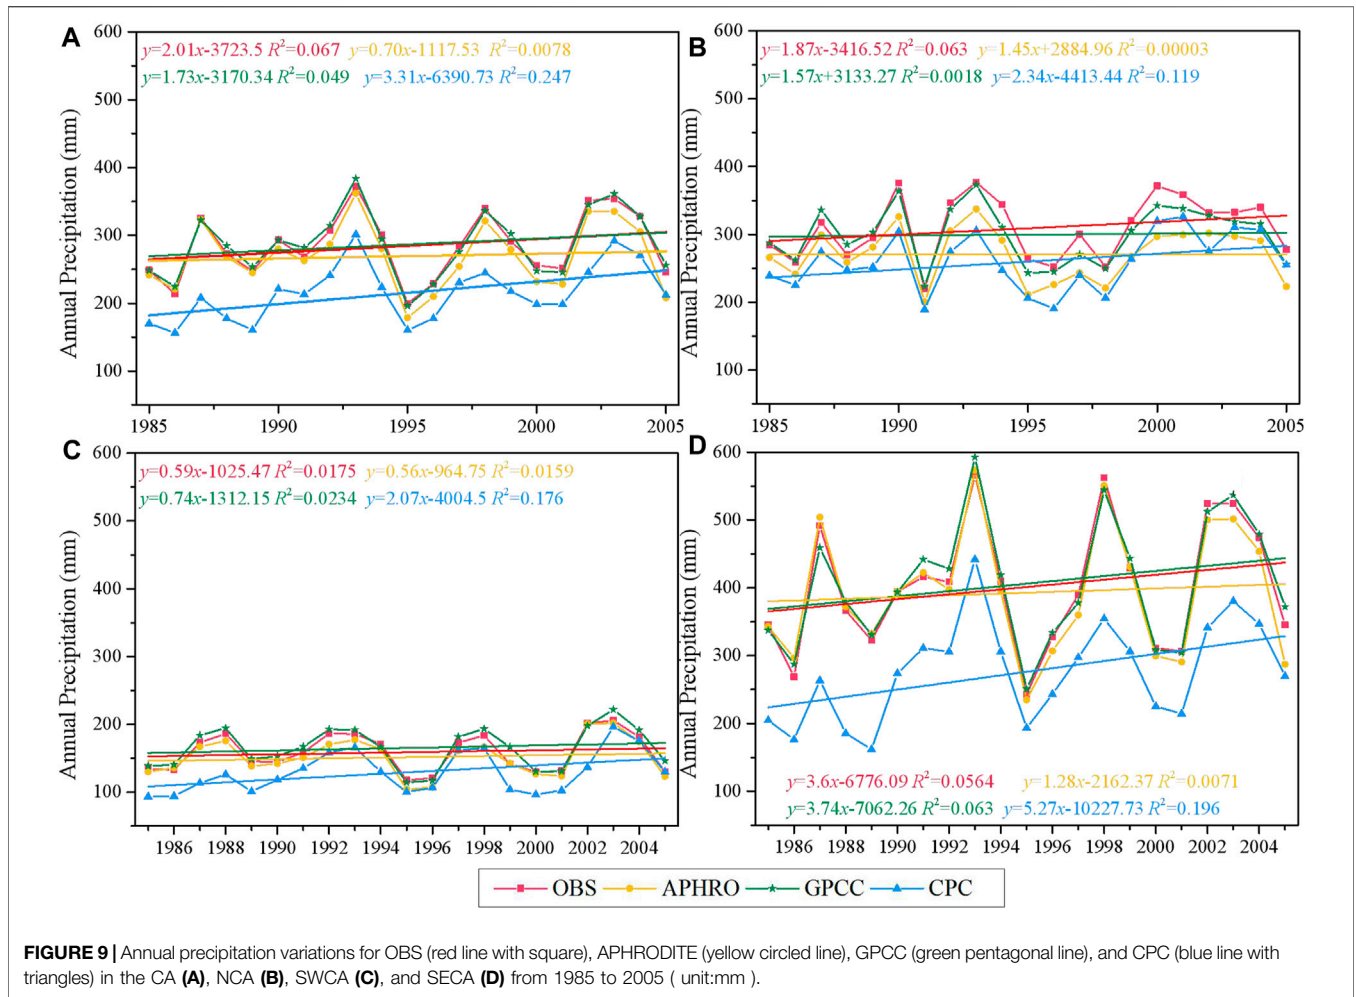 A
y=2.01x-3723.5 R²=0.067 y=0.70x-1117.53 R²=0.0078
y=1.73x-3170.34 R²=0.049 y=3.31x-6390.73 R²=0.247
Annual Precipitation (mm)
600
500
400
300
200
100
1985 1990 1995 2000 2005
B
y=1.87x-3416.52 R²=0.063 y=1.45x+2884.96 R²=0.00003
y=1.57x+3133.27 R²=0.0018 y=2.34x-4413.44 R²=0.119
Annual Precipitation (mm)
600
500
400
300
200
100
1985 1990 1995 2000 2005
C
y=0.59x-1025.47 R²=0.0175 y=0.56x-964.75 R²=0.0159
y=0.74x-1312.15 R²=0.0234 y=2.07x-4004.5 R²=0.176
Annual Precipitation (mm)
600
500
400
300
200
100
1986 1988 1990 1992 1994 1996 1998 2000 2002 2004
D
Annual Precipitation (mm)
600
500
400
300
200
100
y=3.6x-6776.09 R²=0.0564 y=1.28x-2162.37 R²=0.0071
y=3.74x-7062.26 R²=0.063 y=5.27x-10227.73 R²=0.196
1986 1988 1990 1992 1994 1996 1998 2000 2002 2004
OBS APHRO GPCC CPC
FIGURE 9 | Annual precipitation variations for OBS (red line with square), APHRODITE (yellow circled line), GPCC (green pentagonal line), and CPC (blue line with
triangles) in the CA (A), NCA (B), SWCA (C), and SECA (D) from 1985 to 2005 ( unit:mm ).